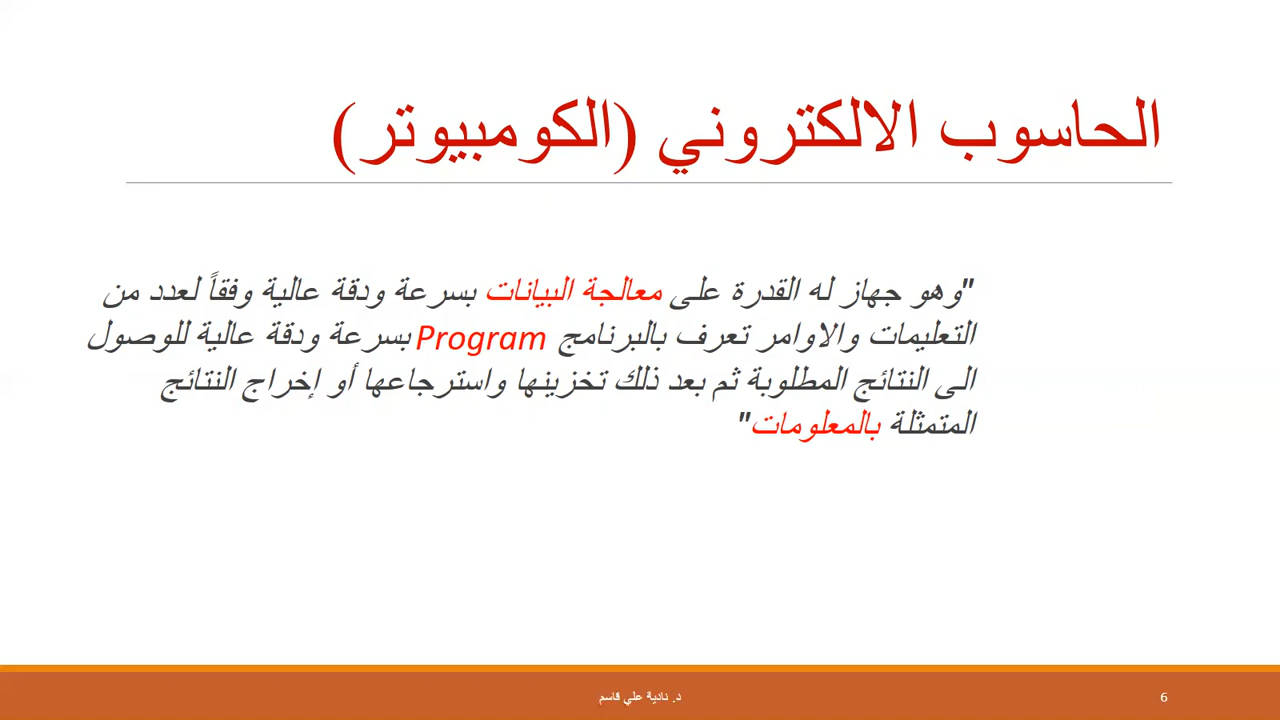 الحاسوب الالكتروني (الكومبيوتر)
"وهو جهاز له القدرة على معالجة البيانات بسرعة ودقة عالية وفقاً لعدد من
التعليمات والاوامر تعرف بالبرنامج Program بسرعة ودقة عالية للوصول
الى النتائج المطلوبة ثم بعد ذلك تخزينها واسترجاعها أو إخراج النتائج
المتمثلة بالمعلومات"
د. نادية علي قاسم
6